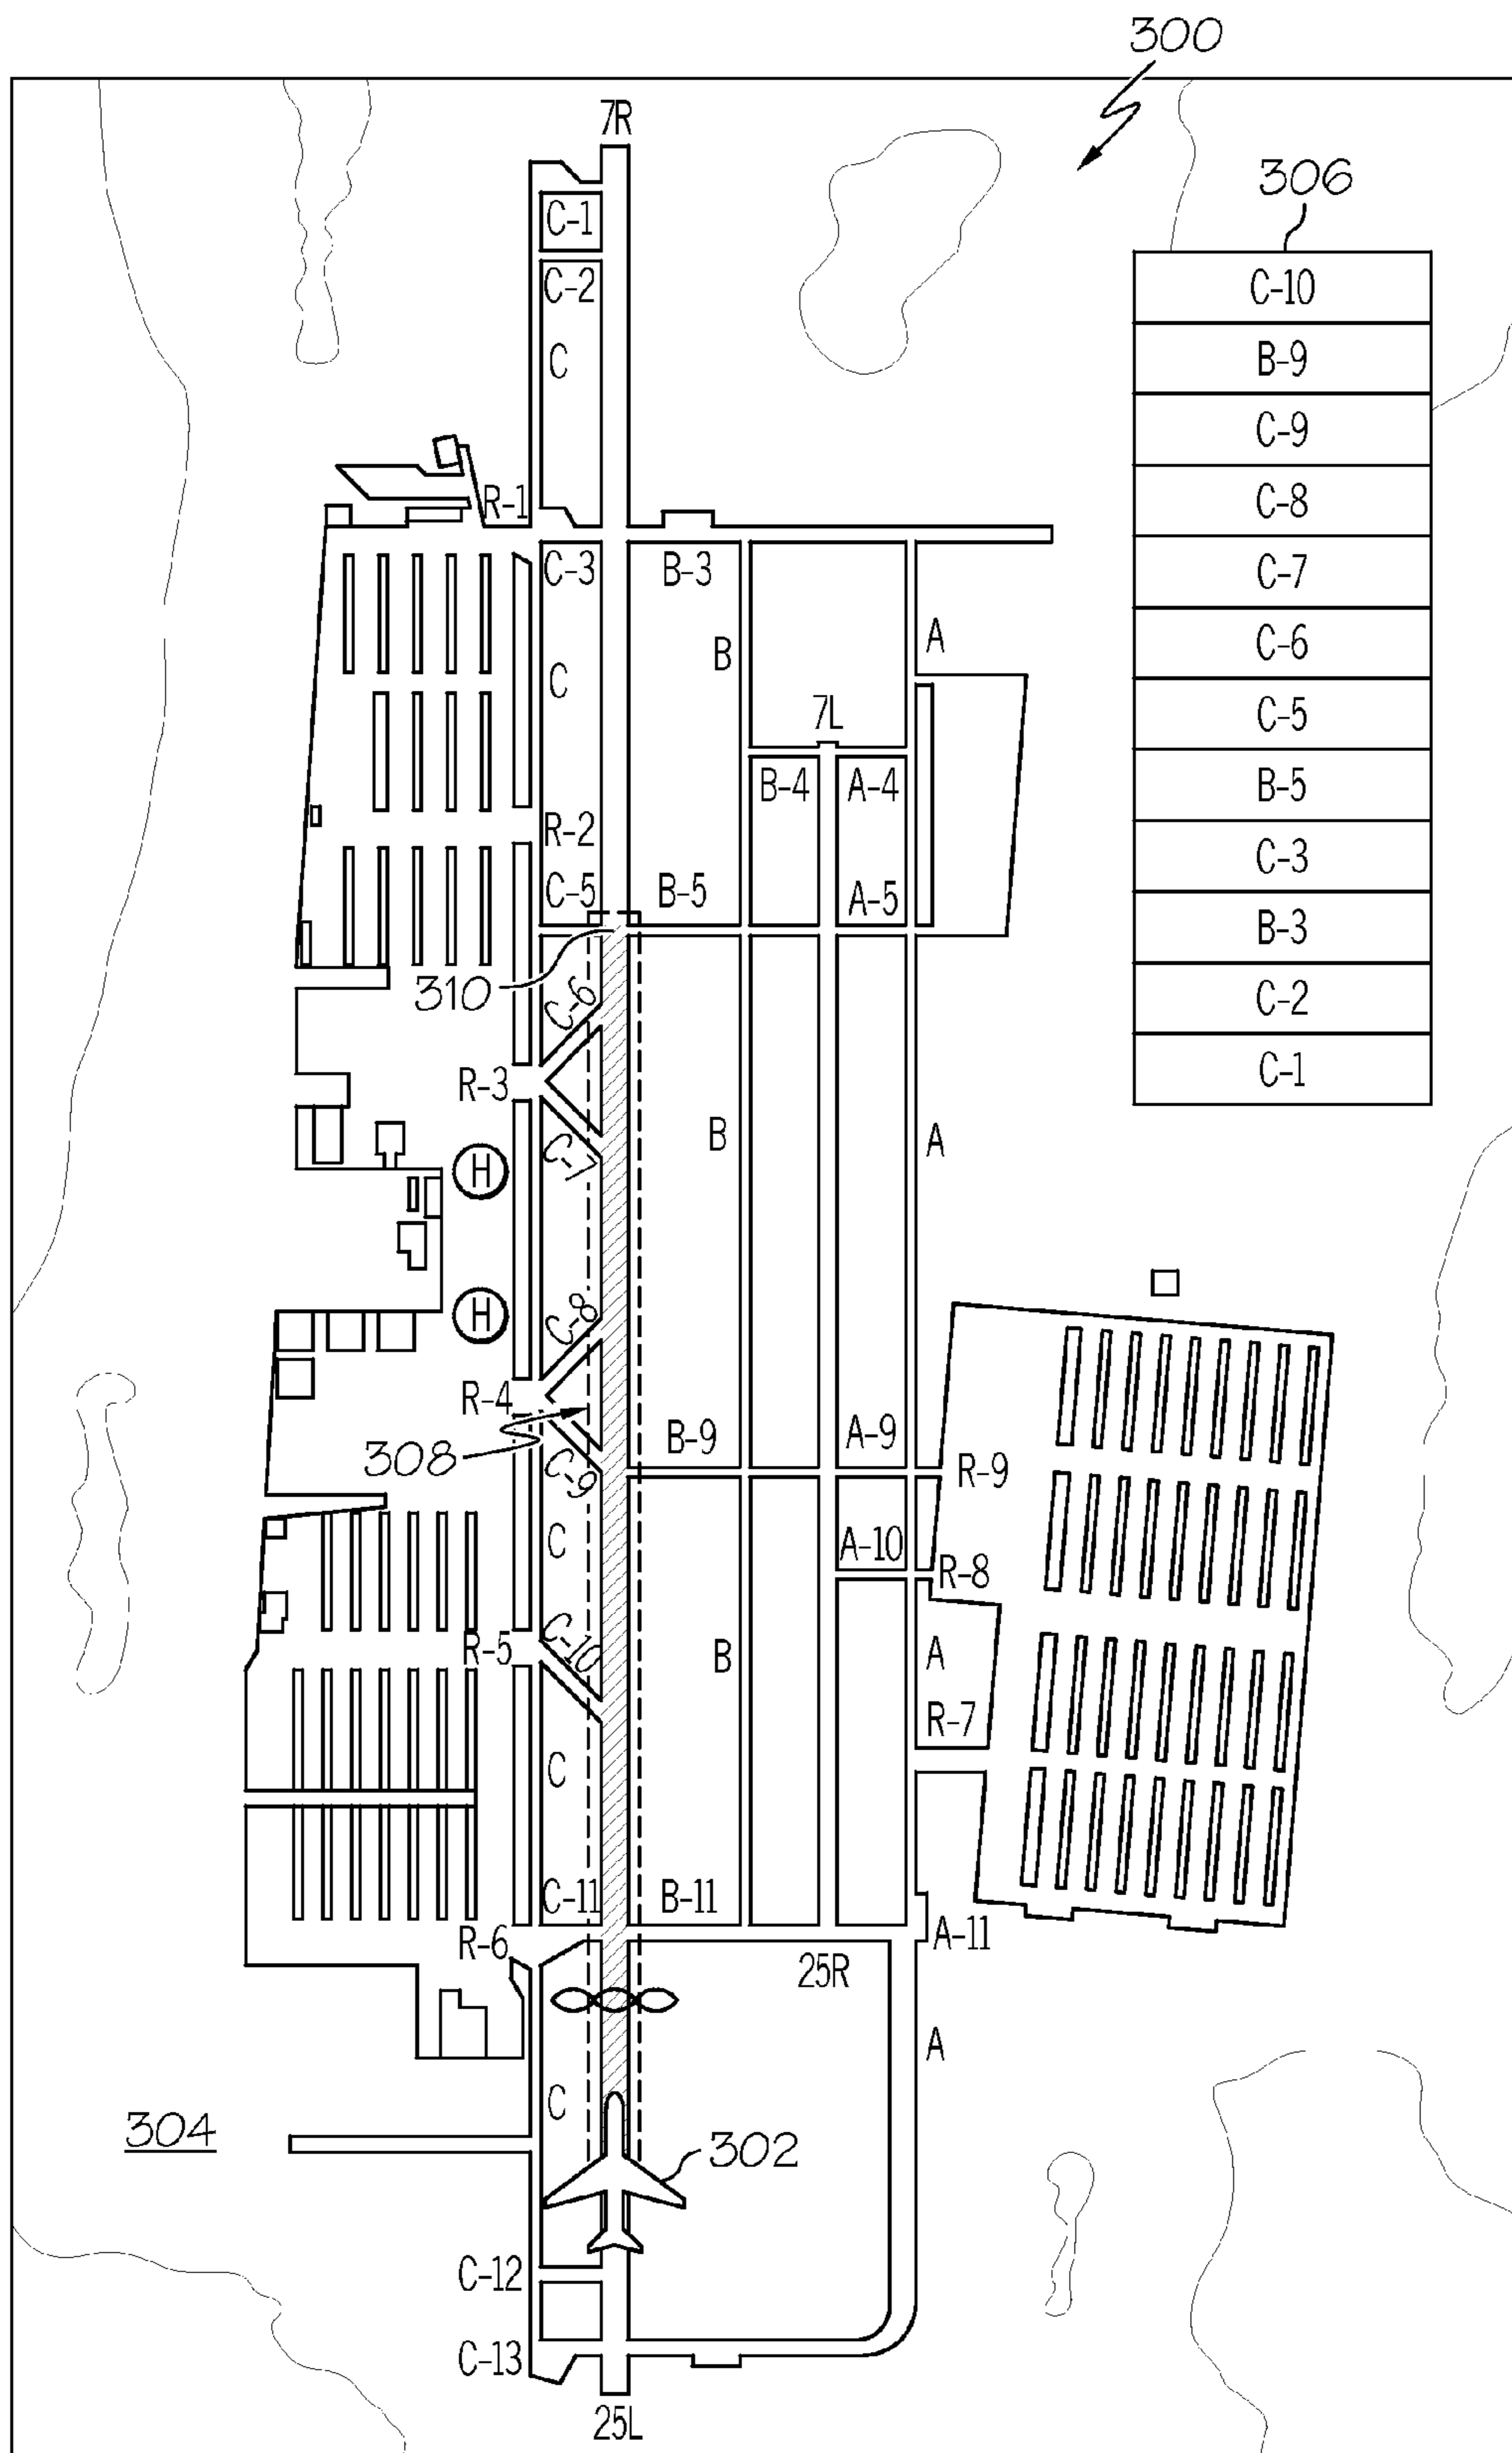 300
7R
306
C-1
C-10
C-2
B-9
C
C-9
R-1
C-8
C-3
B-3
C-7
A
B
C-6
C
7L
C-5
B-4
A-4
B-5
R-2
C-3
C-5
B-5
A-5
B-3
310
C-6
C-2
R-3
C-1
B
A
C-7
H
H
C-8
R-4
308
B-9
A-9
C-9
R-9
C
A-10
R-8
R-5
C-10
B
A
R-7
C
C-11
B-11
R-6
A-11
25R
A
C
304
302
C-12
C-13
25L